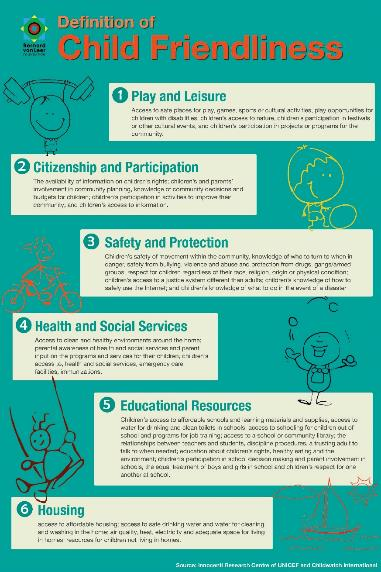 Bernard
van Leer
FOUNDATION
Definition of
Child Friendliness
1 Play and Leisure
Access to safe places for play, games, sports or cultural activities, play opportunities for
children with disabilities, children's access to nature, children's participation in festivals
or other cultural events, and children's participation in projects or programs for the
community.
2 Citizenship and Participation
The availability of information on children's rights; children's and parents'
involvement in community planning, knowledge of community decisions and
budgets for children; children's participation in activities to improve their
community; and children's access to information.
3 Safety and Protection
Children's safety of movement within the community, knowledge of who to turn to when in
danger, safety from bullying, violence and abuse and protection from drugs, gangs/armed
groups, respect for children regardless of their race, religion, origin or physical condition;
children's access to a justice system different than adults; children's knowledge of how to
safely use the Internet; and children's knowledge of what to do in the event of a disaster
4 Health and Social Services
Access to clean and healthy environments around the home;
parental awareness of health and social services and parent
input on the programs and services for their children; children's
access to, health and social services, emergency care
facilities, immunizations.
5 Educational Resources
Children's access to affordable schools and learning materials and supplies, access to
water for drinking and clean toilets in schools, access to schooling for children out of
school and programs for job training; access to a school or community library; the
relationships between teachers and students, discipline procedures, a trusting adult to
talk to when needed; education about children's rights, healthy eating and the
environment; children's participation in school decision making and parent involvement in
schools, the equal treatment of boys and girls in school and children's respect for one
another at school.
6 Housing
access to affordable housing; access to safe drinking water and water for cleaning
and washing in the home; air quality, heat, electricity and adequate space for living
in homes; resources for children not living in homes.
Source: Innocenti Research Centre of UNICEF and Childwatch International